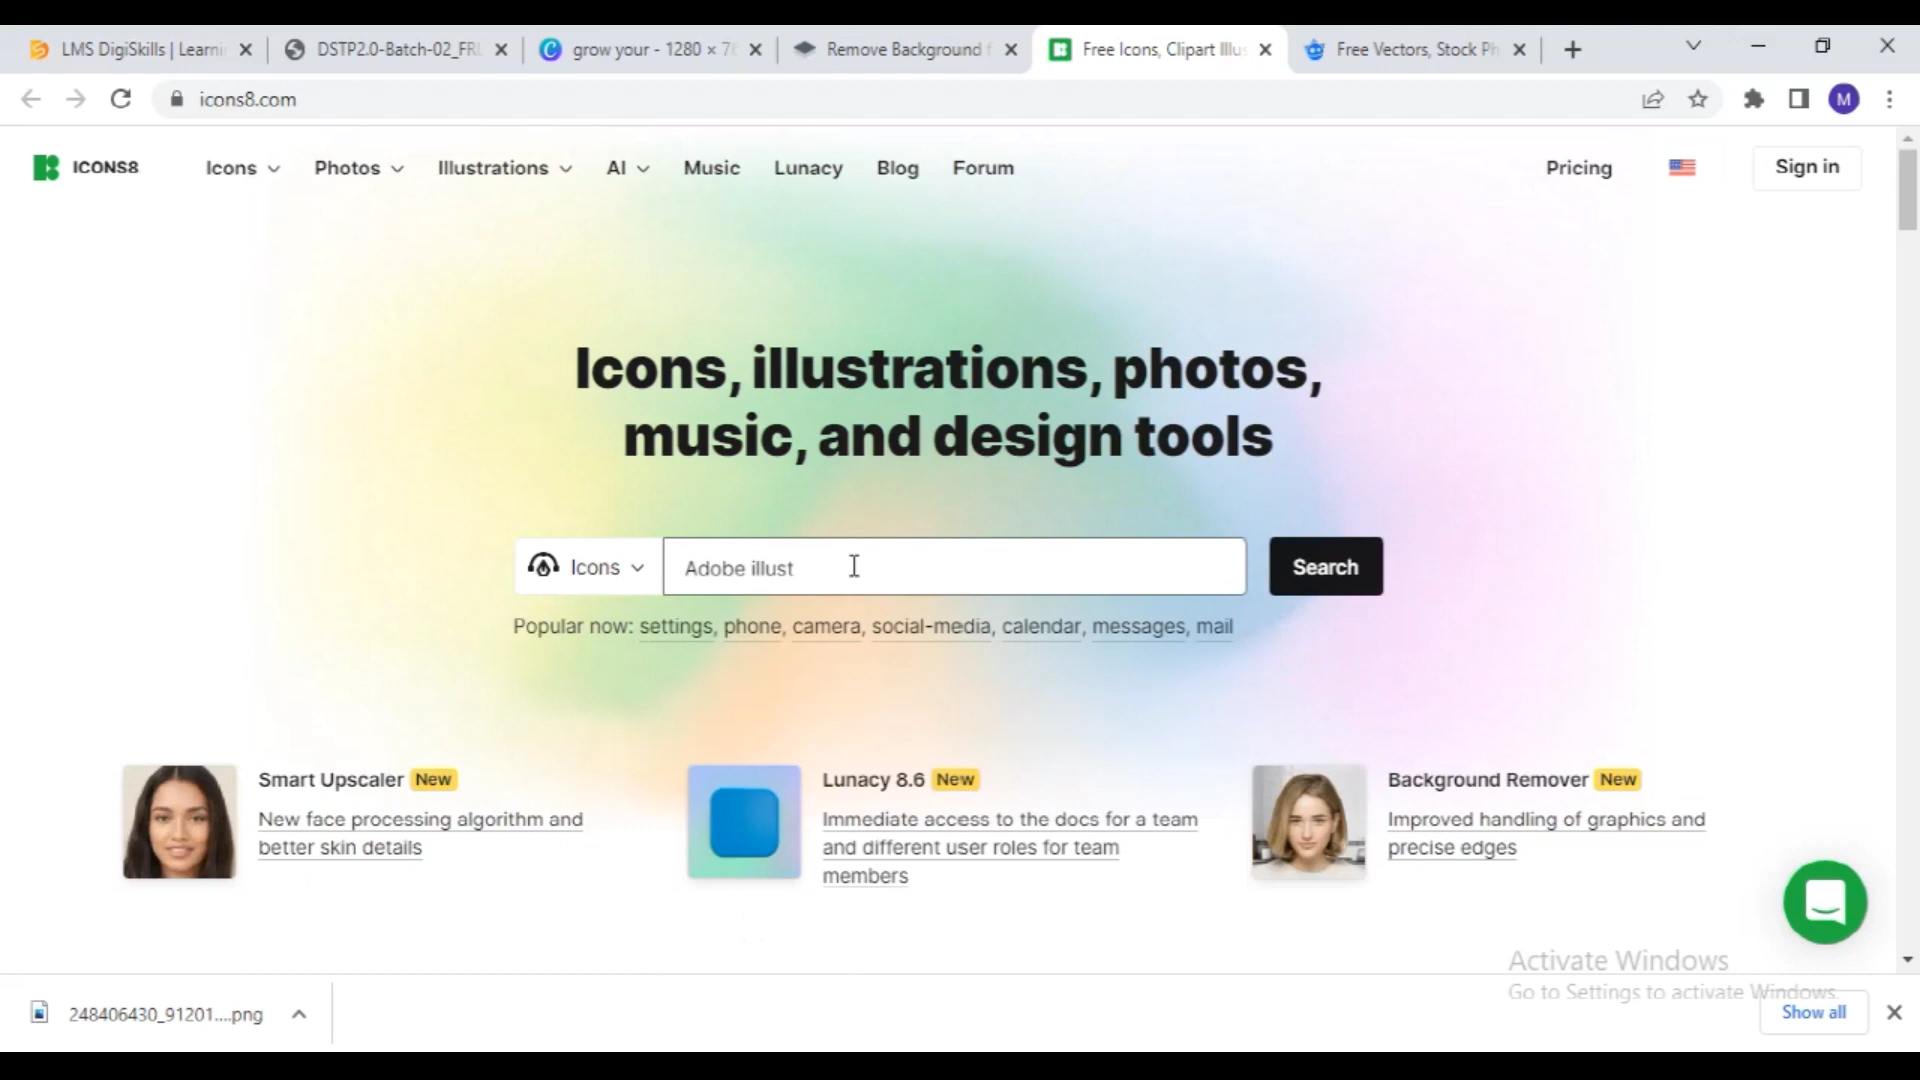 LMS DigiSkills | Learni
DSTP2.0-Batch-02_FRL
grow your - 1280 × 7
Remove Background f
Free Icons, Clipart Illus
Free Vectors, Stock Ph
icons8.com
M
ICONS8
Icons
Photos
Illustrations
AI
Music
Lunacy
Blog
Forum
Pricing
Sign in
Icons, illustrations, photos,
music, and design tools
Icons
Adobe illust
Search
Popular now: settings, phone, camera, social-media, calendar, messages, mail
Smart Upscaler New
New face processing algorithm and
better skin details
Lunacy 8.6 New
Immediate access to the docs for a team
and different user roles for team
members
Background Remover New
Improved handling of graphics and
precise edges
Activate Windows
Go to Settings to activate Windows.
248406430_91201....png
Show all